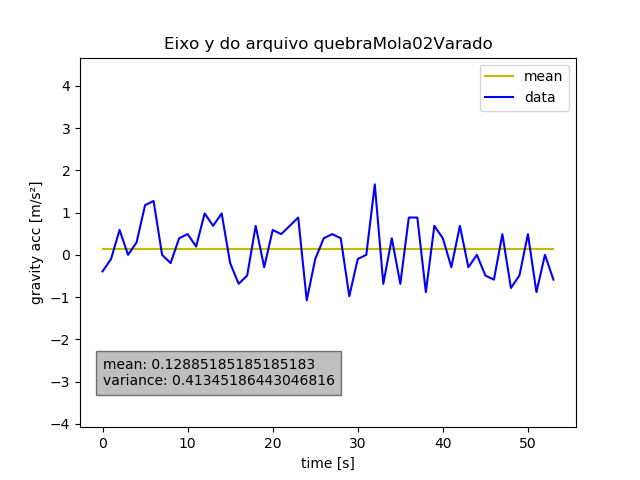 Eixo y do arquivo quebraMola02Varado
mean
data
gravity acc [m/s²]
4
3
2
1
0
−1
−2
−3
−4
mean: 0.12885185185185183
variance: 0.41345186443046816
0 10 20 30 40 50
time [s]